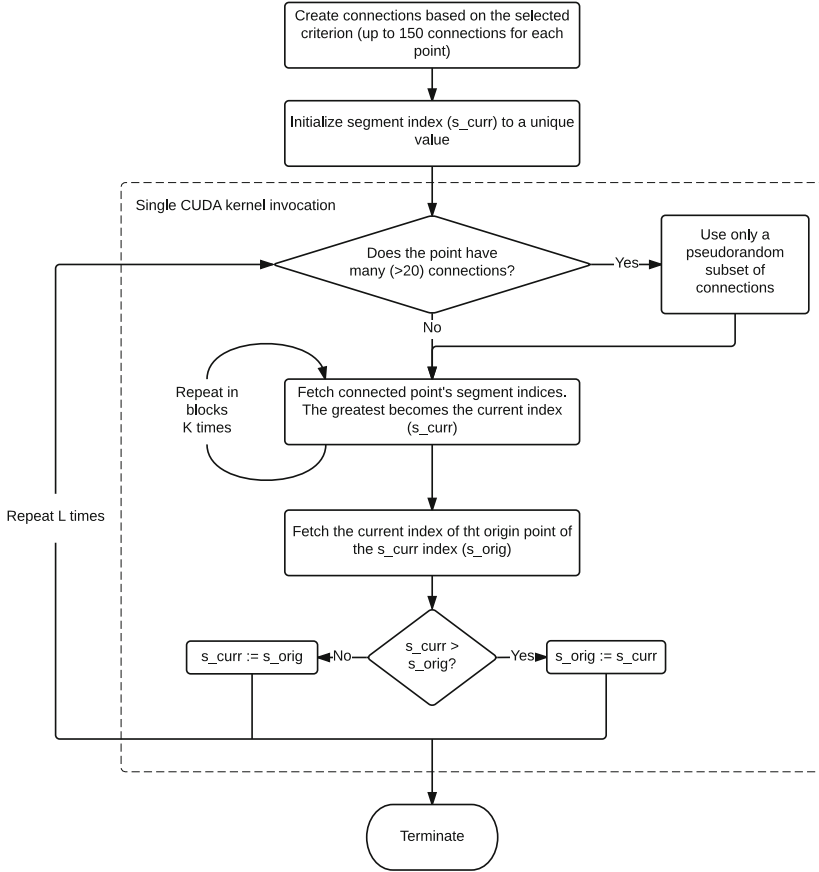 Create connections based on the selected
criterion (up to 150 connections for each
point)
Initialize segment index (s_curr) to a unique
value
Single CUDA kernel invocation
Does the point have
many (>20) connections?
Yes
Use only a
pseudorandom
subset of
connections
No
Repeat in
blocks
K times
Fetch connected point's segment indices.
The greatest becomes the current index
(s_curr)
Repeat L times
Fetch the current index of tht origin point of
the s_curr index (s_orig)
s_curr := s_orig
No
s_curr >
s_orig?
Yes
s_orig := s_curr
Terminate